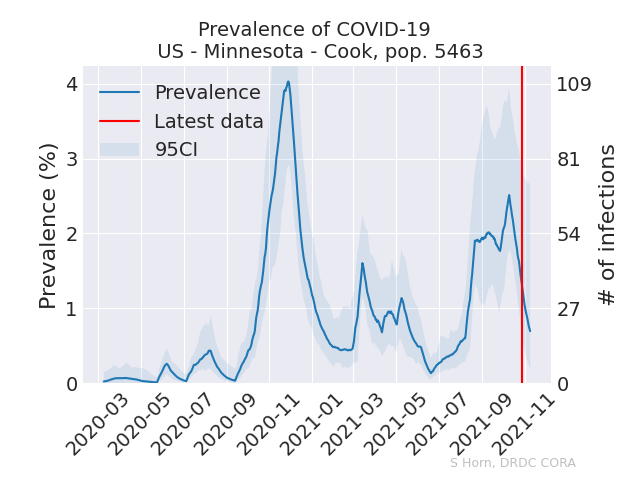 Prevalence of COVID-19
US - Minnesota - Cook, pop. 5463
Prevalence
Latest data
95CI
Prevalence (%)
4
3
2
1
0
109
81
54
27
0
# of infections
2020-03
2020-05
2020-07
2020-09
2020-11
2021-01
2021-03
2021-05
2021-07
2021-09
2021-11
S Horn, DRDC CORA